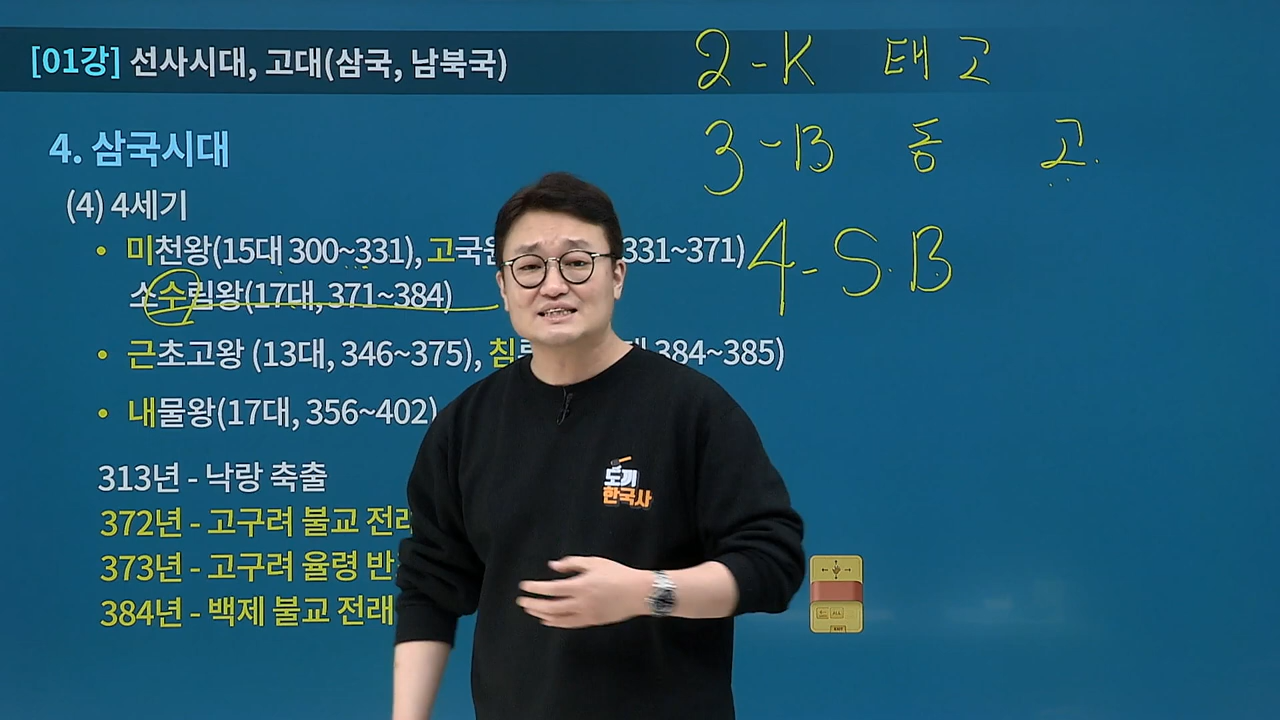 [01강] 선사시대, 고대(삼국, 남북국)
2-K 태고
3-B 동 고
4-S.B
4. 삼국시대
(4) 4세기
• 미천왕(15대 300~331), 고국 331~371)
소수림왕(17대, 371~384)
• 근초고왕 (13대, 346~375), 침 384~385)
• 내물왕(17대, 356~402)
313년 - 낙랑 축출
372년 - 고구려 불교 전래
373년 - 고구려 율령 반
384년 - 백제 불교 전래
도끼
한국사
EXIT